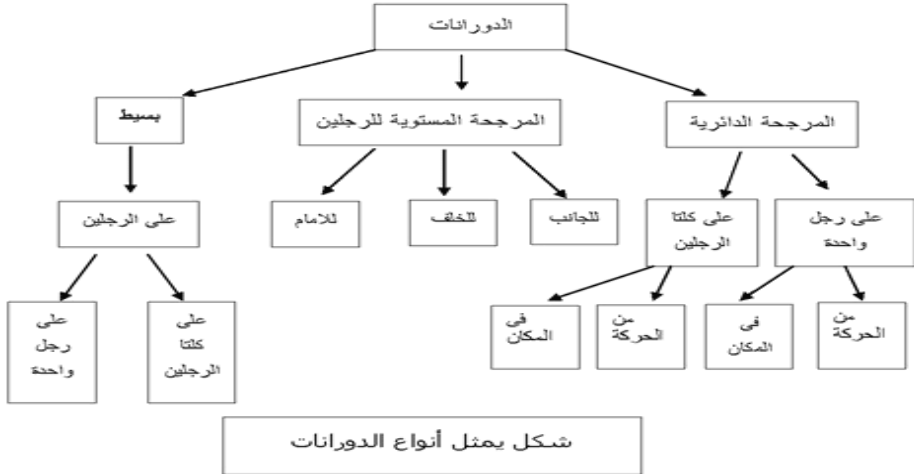 الدورانات
المرجحة الدائرية
المرجحة المستوية للرجلين
بسيط
على رجل
واحدة
على كلتا
الرجلين
للجانب
للخلف
للامام
على الرجلين
من
الحركة
فى
المكان
من
الحركة
فى
المكان
على
كلتا
الرجلين
على
رجل
واحدة
شكل يمثل أنواع الدورانات